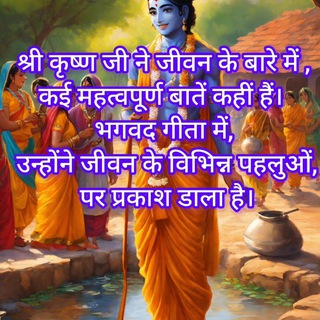 श्री कृष्ण जी ने जीवन के बारे में ,
कई महत्वपूर्ण बातें कहीं हैं।
भगवद गीता में,
उन्होंने जीवन के विभिन्न पहलुओं,
पर प्रकाश डाला है।